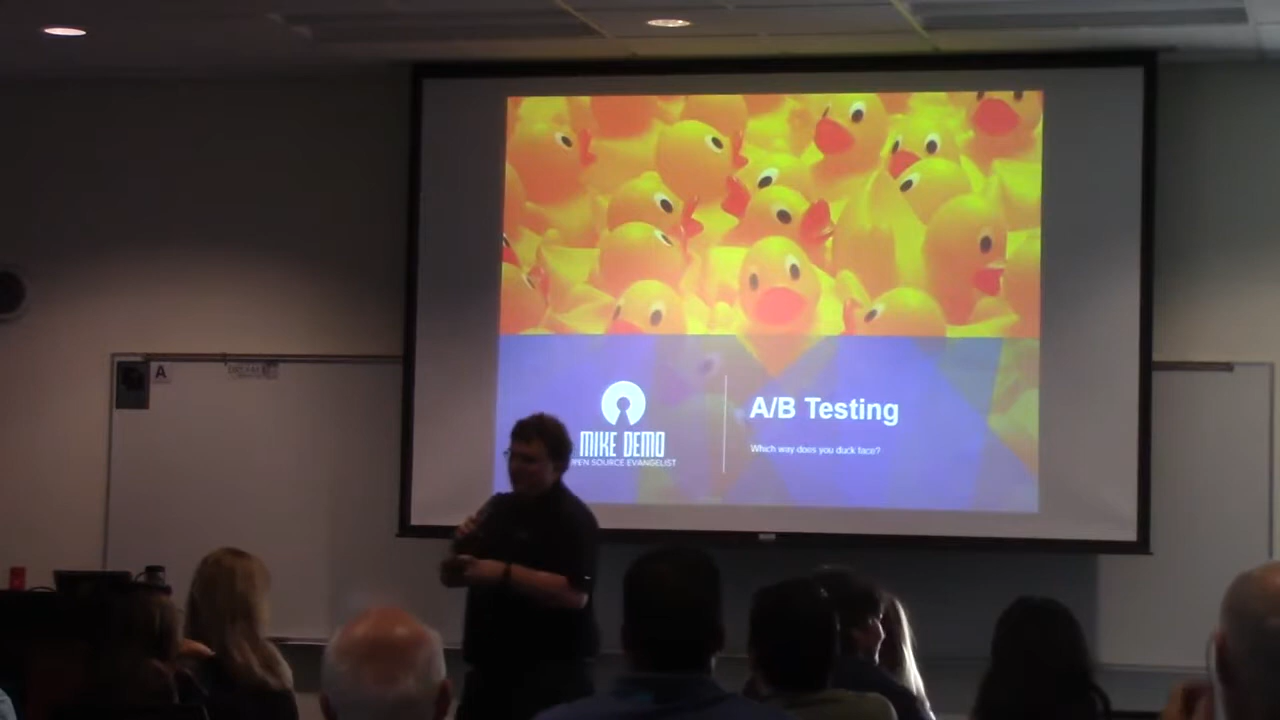 A
A/B Testing
MIKE DEMO
Which way does you duck face?
OPEN SOURCE EVANGELIST